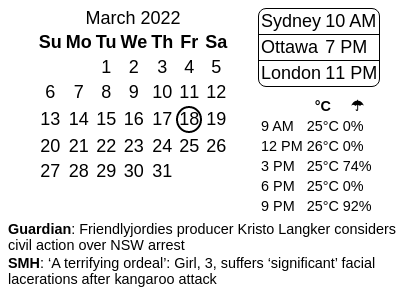 March 2022
Su Mo Tu We Th Fr Sa
1 2 3 4 5
6 7 8 9 10 11 12
13 14 15 16 17 18 19
20 21 22 23 24 25 26
27 28 29 30 31
Sydney 10 AM
Ottawa 7 PM
London 11 PM
°C ☂
9 AM 25°C 0%
12 PM 26°C 0%
3 PM 25°C 74%
6 PM 25°C 0%
9 PM 25°C 92%
Guardian: Friendlyjordies producer Kristo Langker considers
civil action over NSW arrest
SMH: ‘A terrifying ordeal’: Girl, 3, suffers ‘significant’ facial
lacerations after kangaroo attack